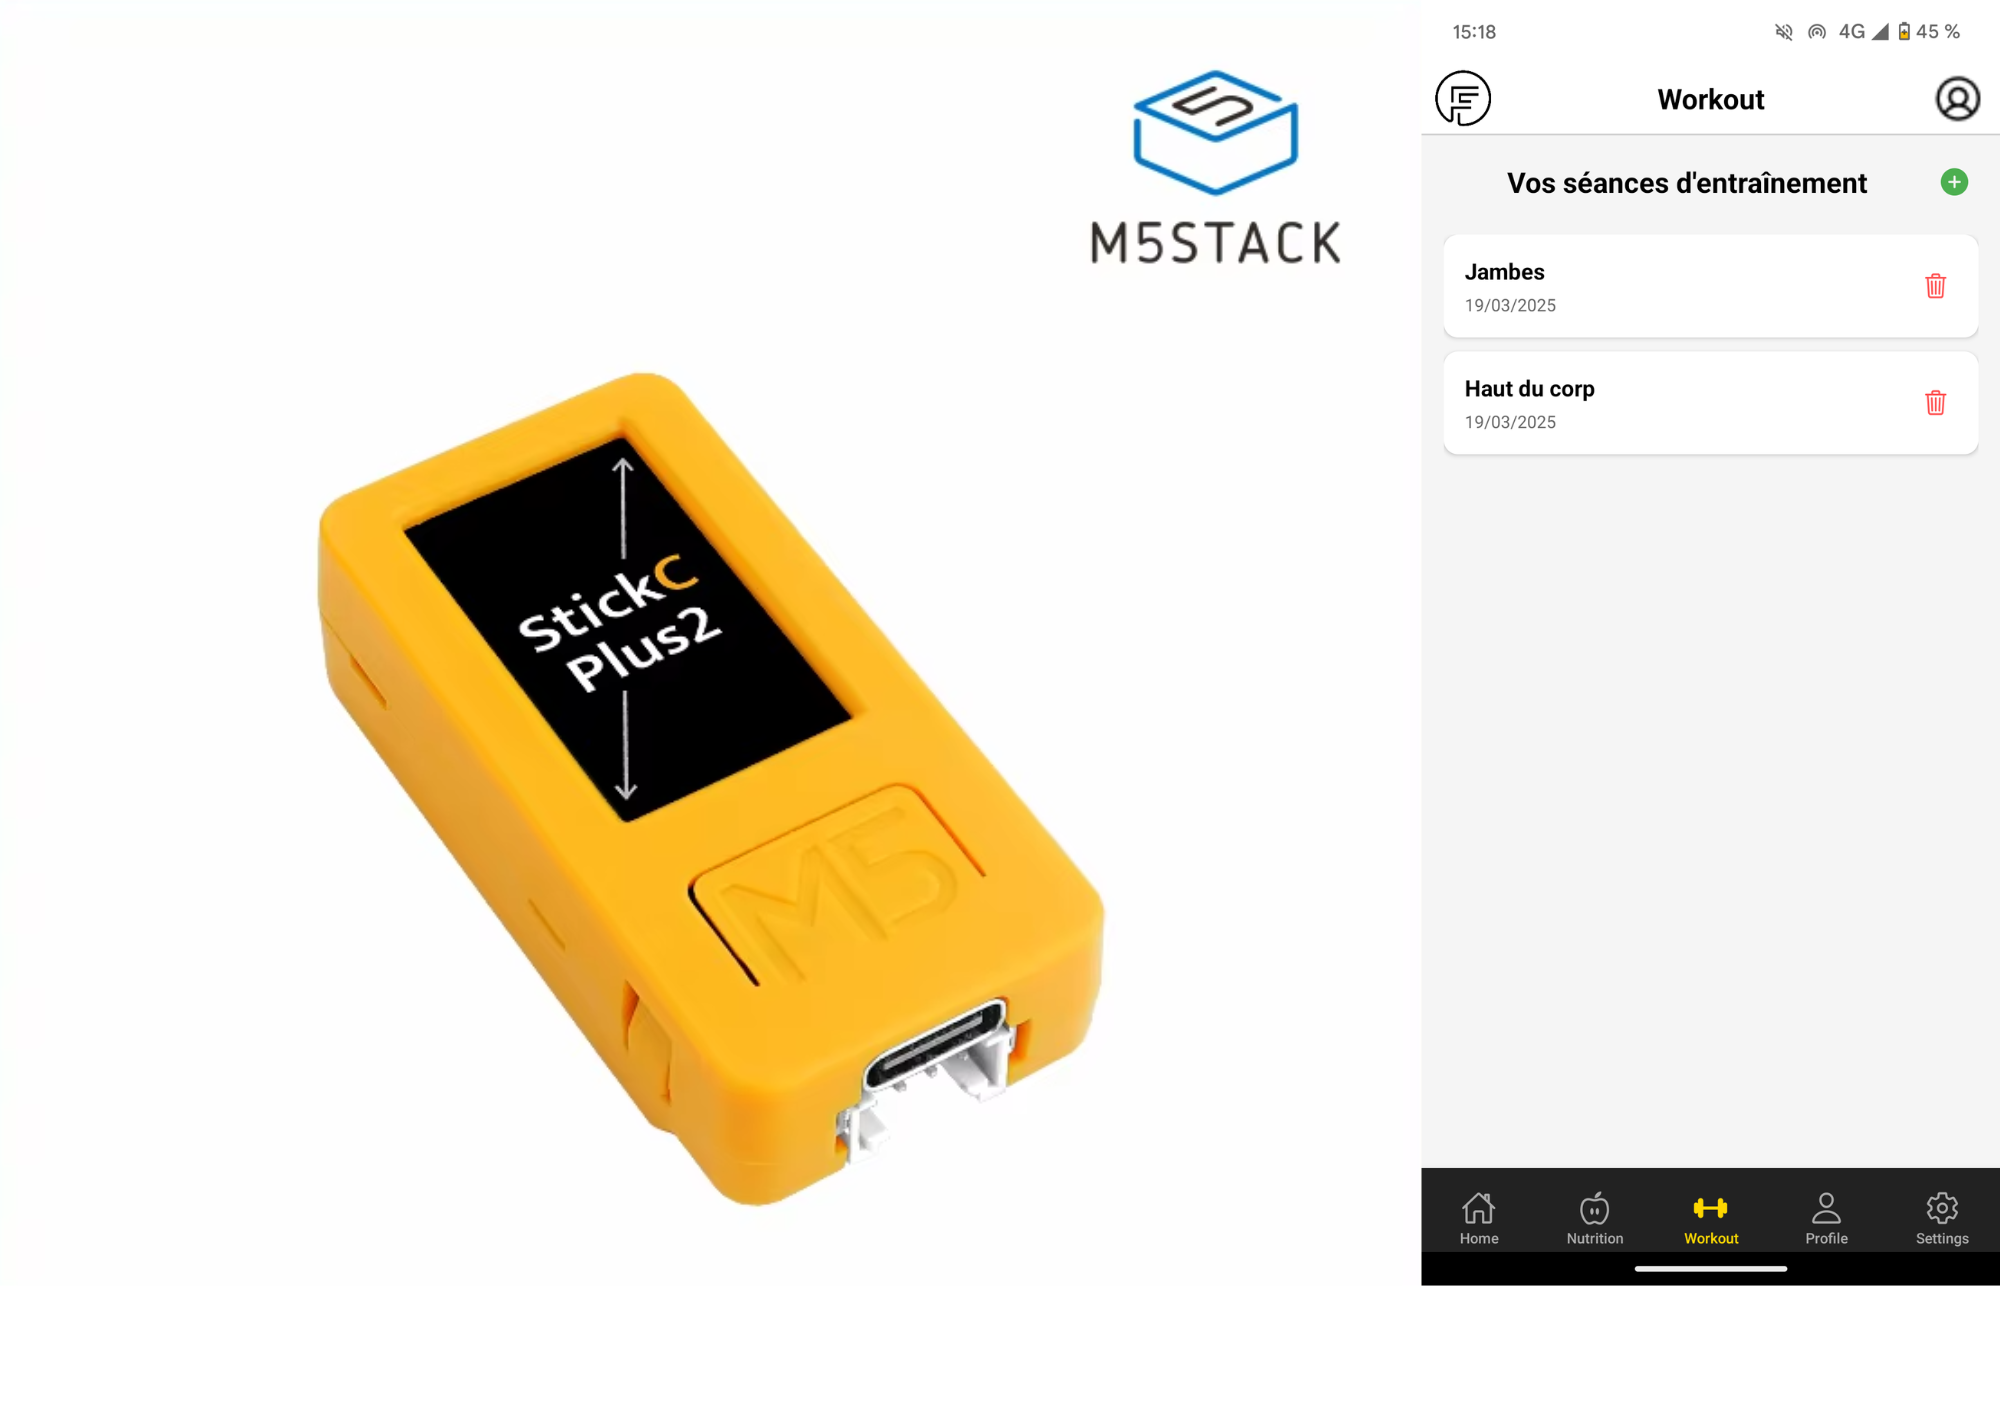 M5STACK
StickC
Plus2
M5
15:18
4G
45 %
Workout
Vos séances d'entraînement
Jambes
19/03/2025
Haut du corp
19/03/2025
Home
Nutrition
Workout
Profile
Settings